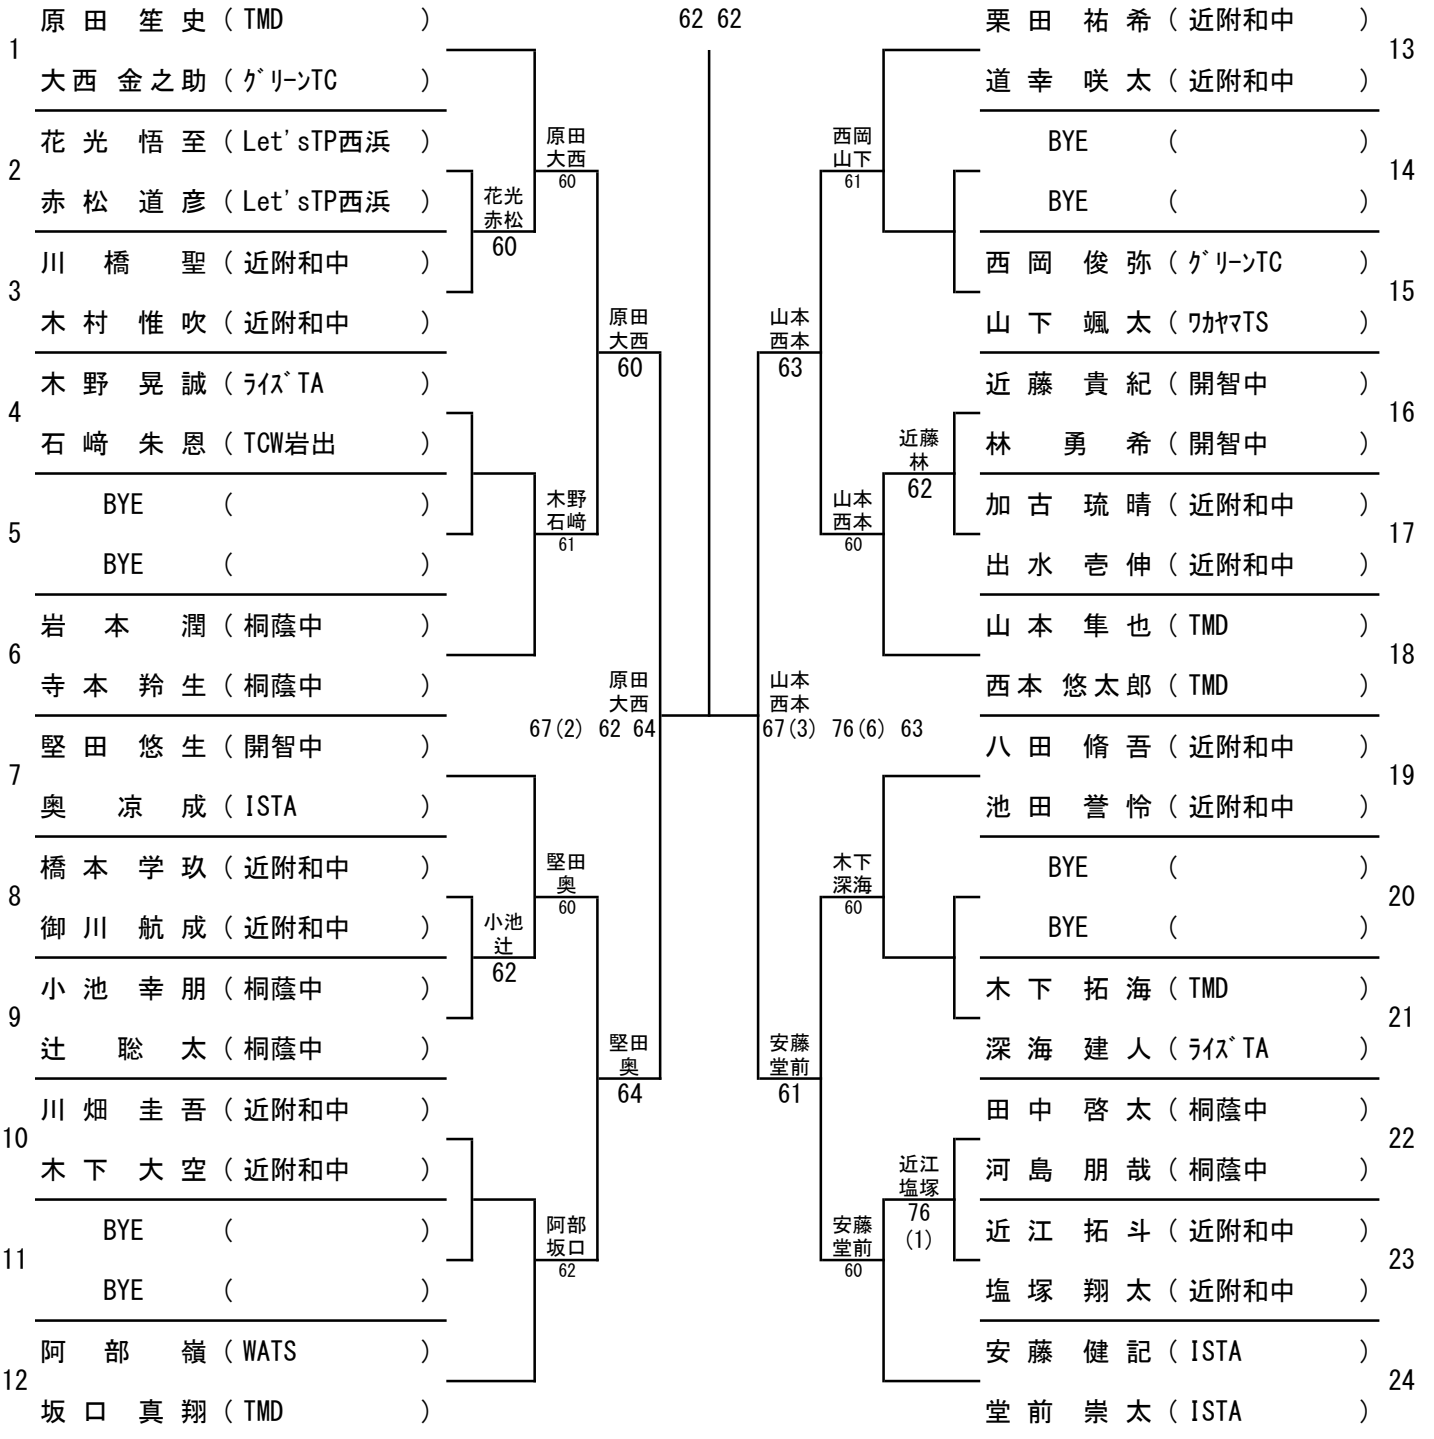 62 62
1
原田 笙史 ( TMD )
大西 金之助 ( グリーンTC )
2
花光 悟至 ( Let'sTP西浜 )
赤松 道彦 ( Let'sTP西浜 )
3
川橋 聖 ( 近附和中 )
木村 惟吹 ( 近附和中 )
4
木野 晃誠 ( ライズTA )
石﨑 朱恩 ( TCW岩出 )
5
BYE ( )
BYE ( )
6
岩本 潤 ( 桐蔭中 )
寺本 羚生 ( 桐蔭中 )
7
堅田 悠生 ( 開智中 )
奥 凉成 ( ISTA )
8
橋本 学玖 ( 近附和中 )
御川 航成 ( 近附和中 )
9
小池 幸朋 ( 桐蔭中 )
辻 聡太 ( 桐蔭中 )
10
川畑 圭吾 ( 近附和中 )
木下 大空 ( 近附和中 )
11
BYE ( )
BYE ( )
12
阿部 嶺 ( WATS )
坂口 真翔 ( TMD )
花光
赤松
60
小池
辻
62
原田
大西
60
木野
石﨑
61
堅田
奥
60
阿部
坂口
62
原田
大西
60
堅田
奥
64
原田
大西
67(2) 62 64
山本
西本
67(3) 76(6) 63
山本
西本
63
安藤
堂前
61
西岡
山下
61
山本
西本
60
木下
深海
60
安藤
堂前
60
近藤
林
62
近江
塩塚
76
(1)
栗田 祐希 ( 近附和中 )
13
道幸 咲太 ( 近附和中 )
BYE ( )
14
BYE ( )
西岡 俊弥 ( グリーンTC )
15
山下 颯太 ( ワカヤマTS )
近藤 貴紀 ( 開智中 )
16
林 勇希 ( 開智中 )
加古 琉晴 ( 近附和中 )
17
出水 壱伸 ( 近附和中 )
山本 隼也 ( TMD )
18
西本 悠太郎 ( TMD )
八田 脩吾 ( 近附和中 )
19
池田 誉怜 ( 近附和中 )
BYE ( )
20
BYE ( )
木下 拓海 ( TMD )
21
深海 建人 ( ライズTA )
田中 啓太 ( 桐蔭中 )
22
河島 朋哉 ( 桐蔭中 )
近江 拓斗 ( 近附和中 )
23
塩塚 翔太 ( 近附和中 )
安藤 健記 ( ISTA )
24
堂前 崇太 ( ISTA )